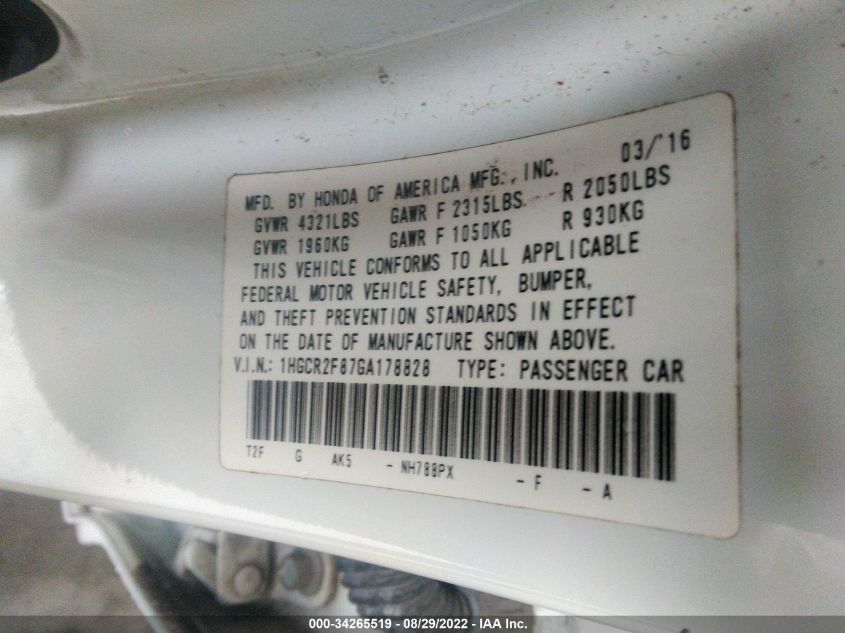 03/'16
MFD. BY HONDA OF AMERICA MFG., INC.
GVWR 4321LBS GAWR F 2315LBS R 2050LBS
GVWR 1960KG GAWR F 1050KG R 930KG
THIS VEHICLE CONFORMS TO ALL APPLICABLE
FEDERAL MOTOR VEHICLE SAFETY, BUMPER,
AND THEFT PREVENTION STANDARDS IN EFFECT
ON THE DATE OF MANUFACTURE SHOWN ABOVE.
V.I.N.: 1HGCR2F87GA178828 TYPE: PASSENGER CAR
T2F G AK5 - NH788PX - F - A
000-34265519 - 08/29/2022 - IAA Inc.